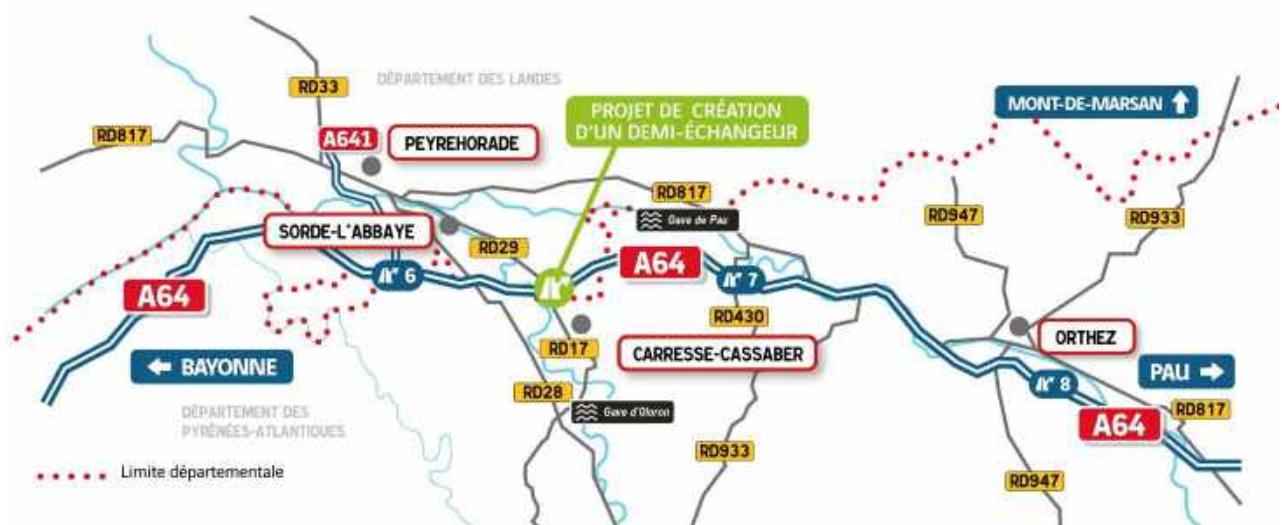 DÉPARTEMENT DES LANDES
RD33
PROJET DE CRÉATION
D'UN DEMI-ÉCHANGEUR
MONT-DE-MARSAN
RD817
A641
PEYREHORADE
RD817
RD947
RD933
Gave de Pau
SORDE-L'ABBAYE
RD29
6
A64
7
A64
RD430
ORTHEZ
CARRESSE-CASSABER
RD17
BAYONNE
PAU
8
RD28
DÉPARTEMENT DES
PYRÉNÉES-ATLANTIQUES
Gave d'Oloron
RD817
A64
RD933
Limite départementale
RD947